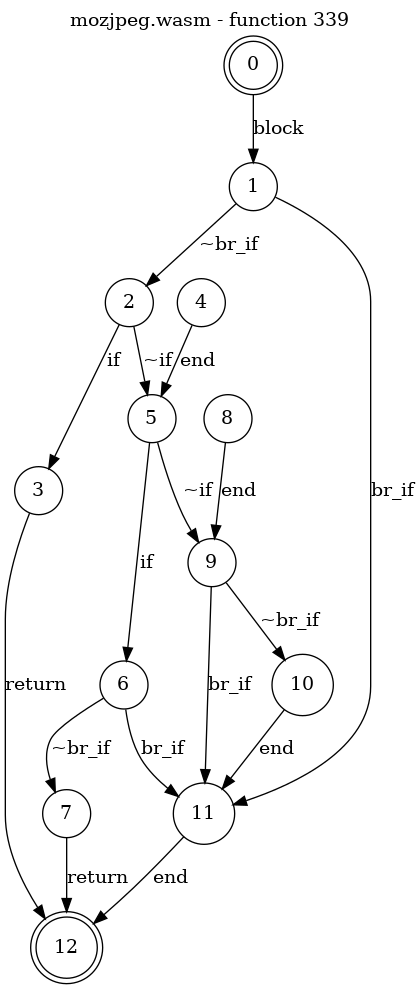 mozjpeg.wasm - function 339
0
block
1
~br_if
2
4
if
~if
end
5
8
3
~if
end
br_if
9
if
return
6
br_if
~br_if
10
~br_if
br_if
end
7
11
return
end
12